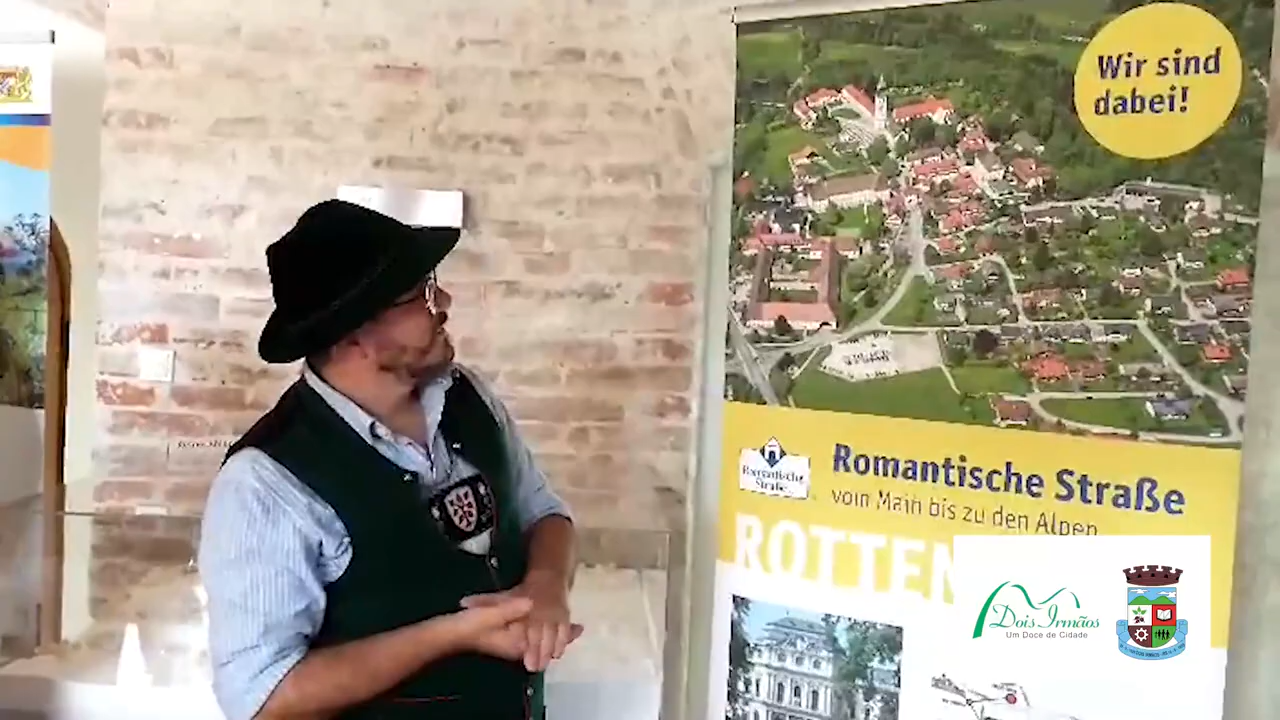 Wir sind
dabei!
Romantische
Straße
Romantische Straße
vom Main bis zu den Alpen
ROTTEN
Dois Irmãos
Um Doce de Cidade